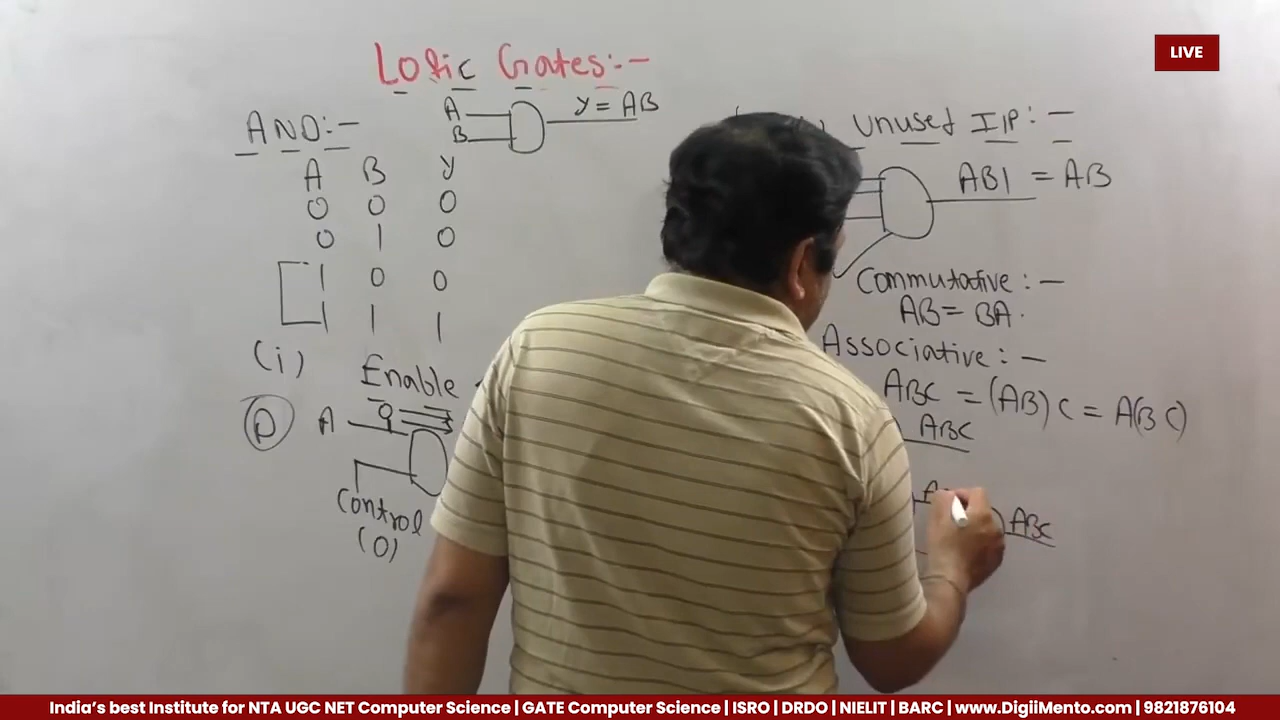 LIVE
Logic Gates:-
AND:-
A
B
Y = AB
A B Y
0 0 0
0 1 0
1 0 0
1 1 1
(i) Enable
A
Control
(0)
Unused I/P:-
AB1 = AB
Commutative:-
AB = BA.
Associative:-
ABC = (AB)C = A(BC)
ABC
ABC
India's best Institute for NTA UGC NET Computer Science | GATE Computer Science | ISRO | DRDO | NIELIT | BARC | www.DigiiMento.com | 9821876104